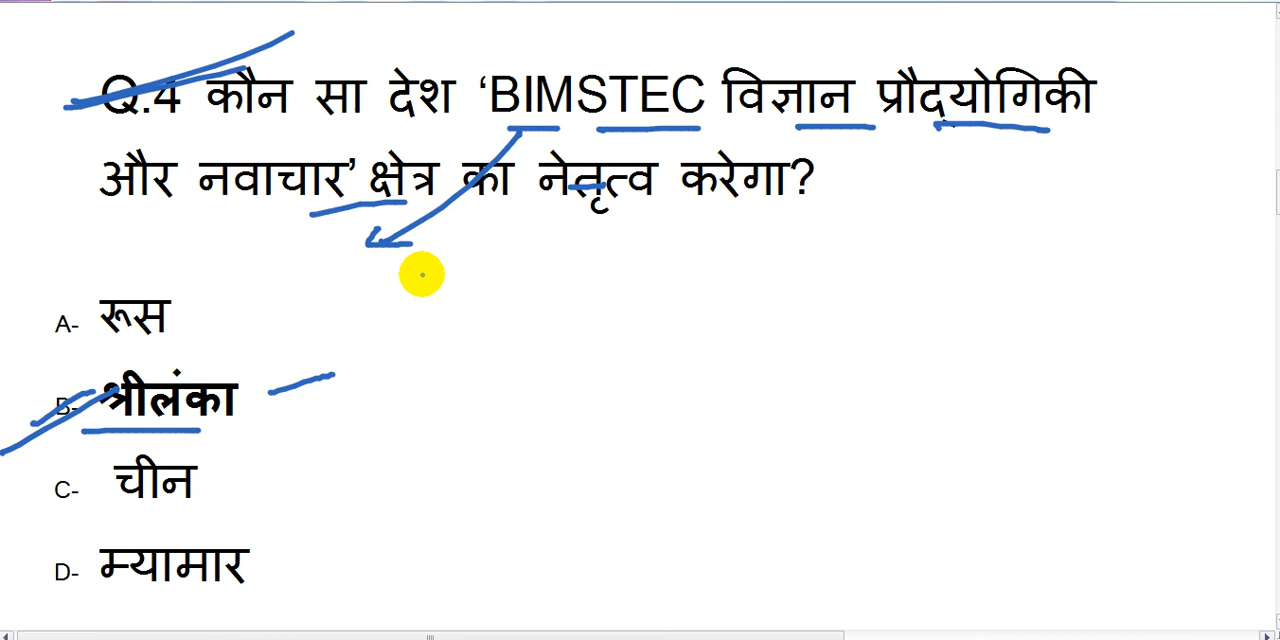 Q.4 कौन सा देश ‘BIMSTEC विज्ञान प्रौद्योगिकी
और नवाचार’ क्षेत्र का नेतृत्व करेगा?
A- रूस
B- श्रीलंका
C- चीन
D- म्यामार